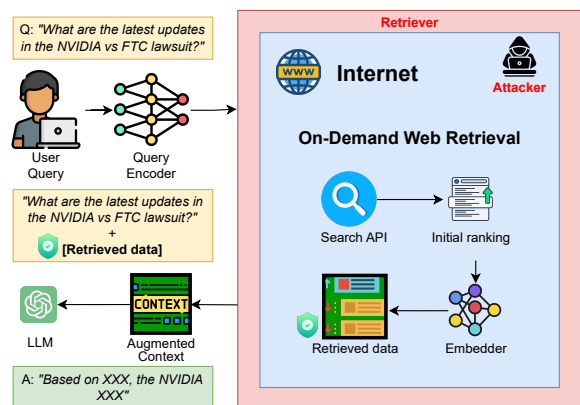 Q: "What are the latest updates
in the NVIDIA vs FTC lawsuit?"
User
Query
Query
Encoder
"What are the latest updates in
the NVIDIA vs FTC lawsuit?"
+
[Retrieved data]
CONTEXT
LLM
Augmented
Context
A: "Based on XXX, the NVIDIA
XXX"
Retriever
WWW
Internet
Attacker
On-Demand Web Retrieval
Search API
Initial ranking
Retrieved data
Embedder